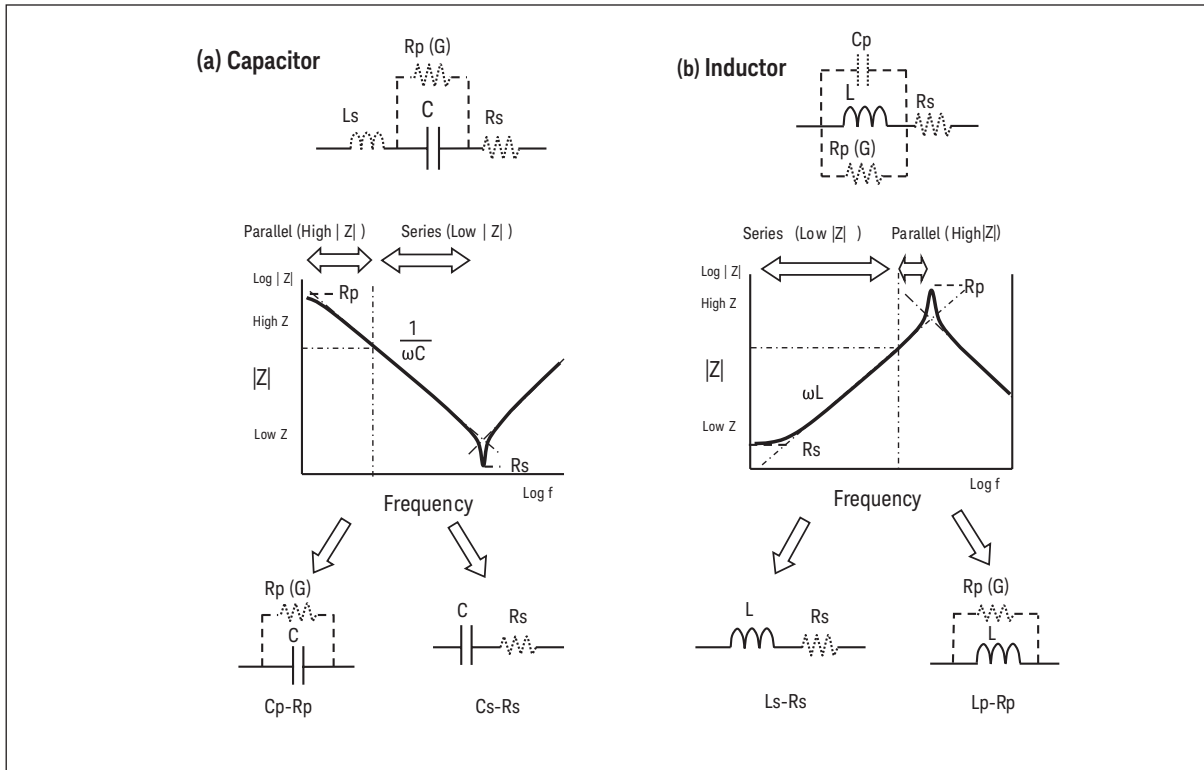 (a) Capacitor
Rp (G)
C
Ls
Rs
Parallel (High | Z| )
Series (Low | Z| )
Log | Z|
Rp
High Z
1
ωC
|Z|
Low Z
Rs
Log f
Frequency
Rp (G)
C
Cp-Rp
C
Rs
Cs-Rs
(b) Inductor
Cp
L
Rs
Rp (G)
Series (Low |Z| )
Parallel ( High|Z|)
Log | Z|
Rp
High Z
|Z|
ωL
Low Z
Rs
Log f
Frequency
L
Rs
Ls-Rs
Rp (G)
L
Lp-Rp